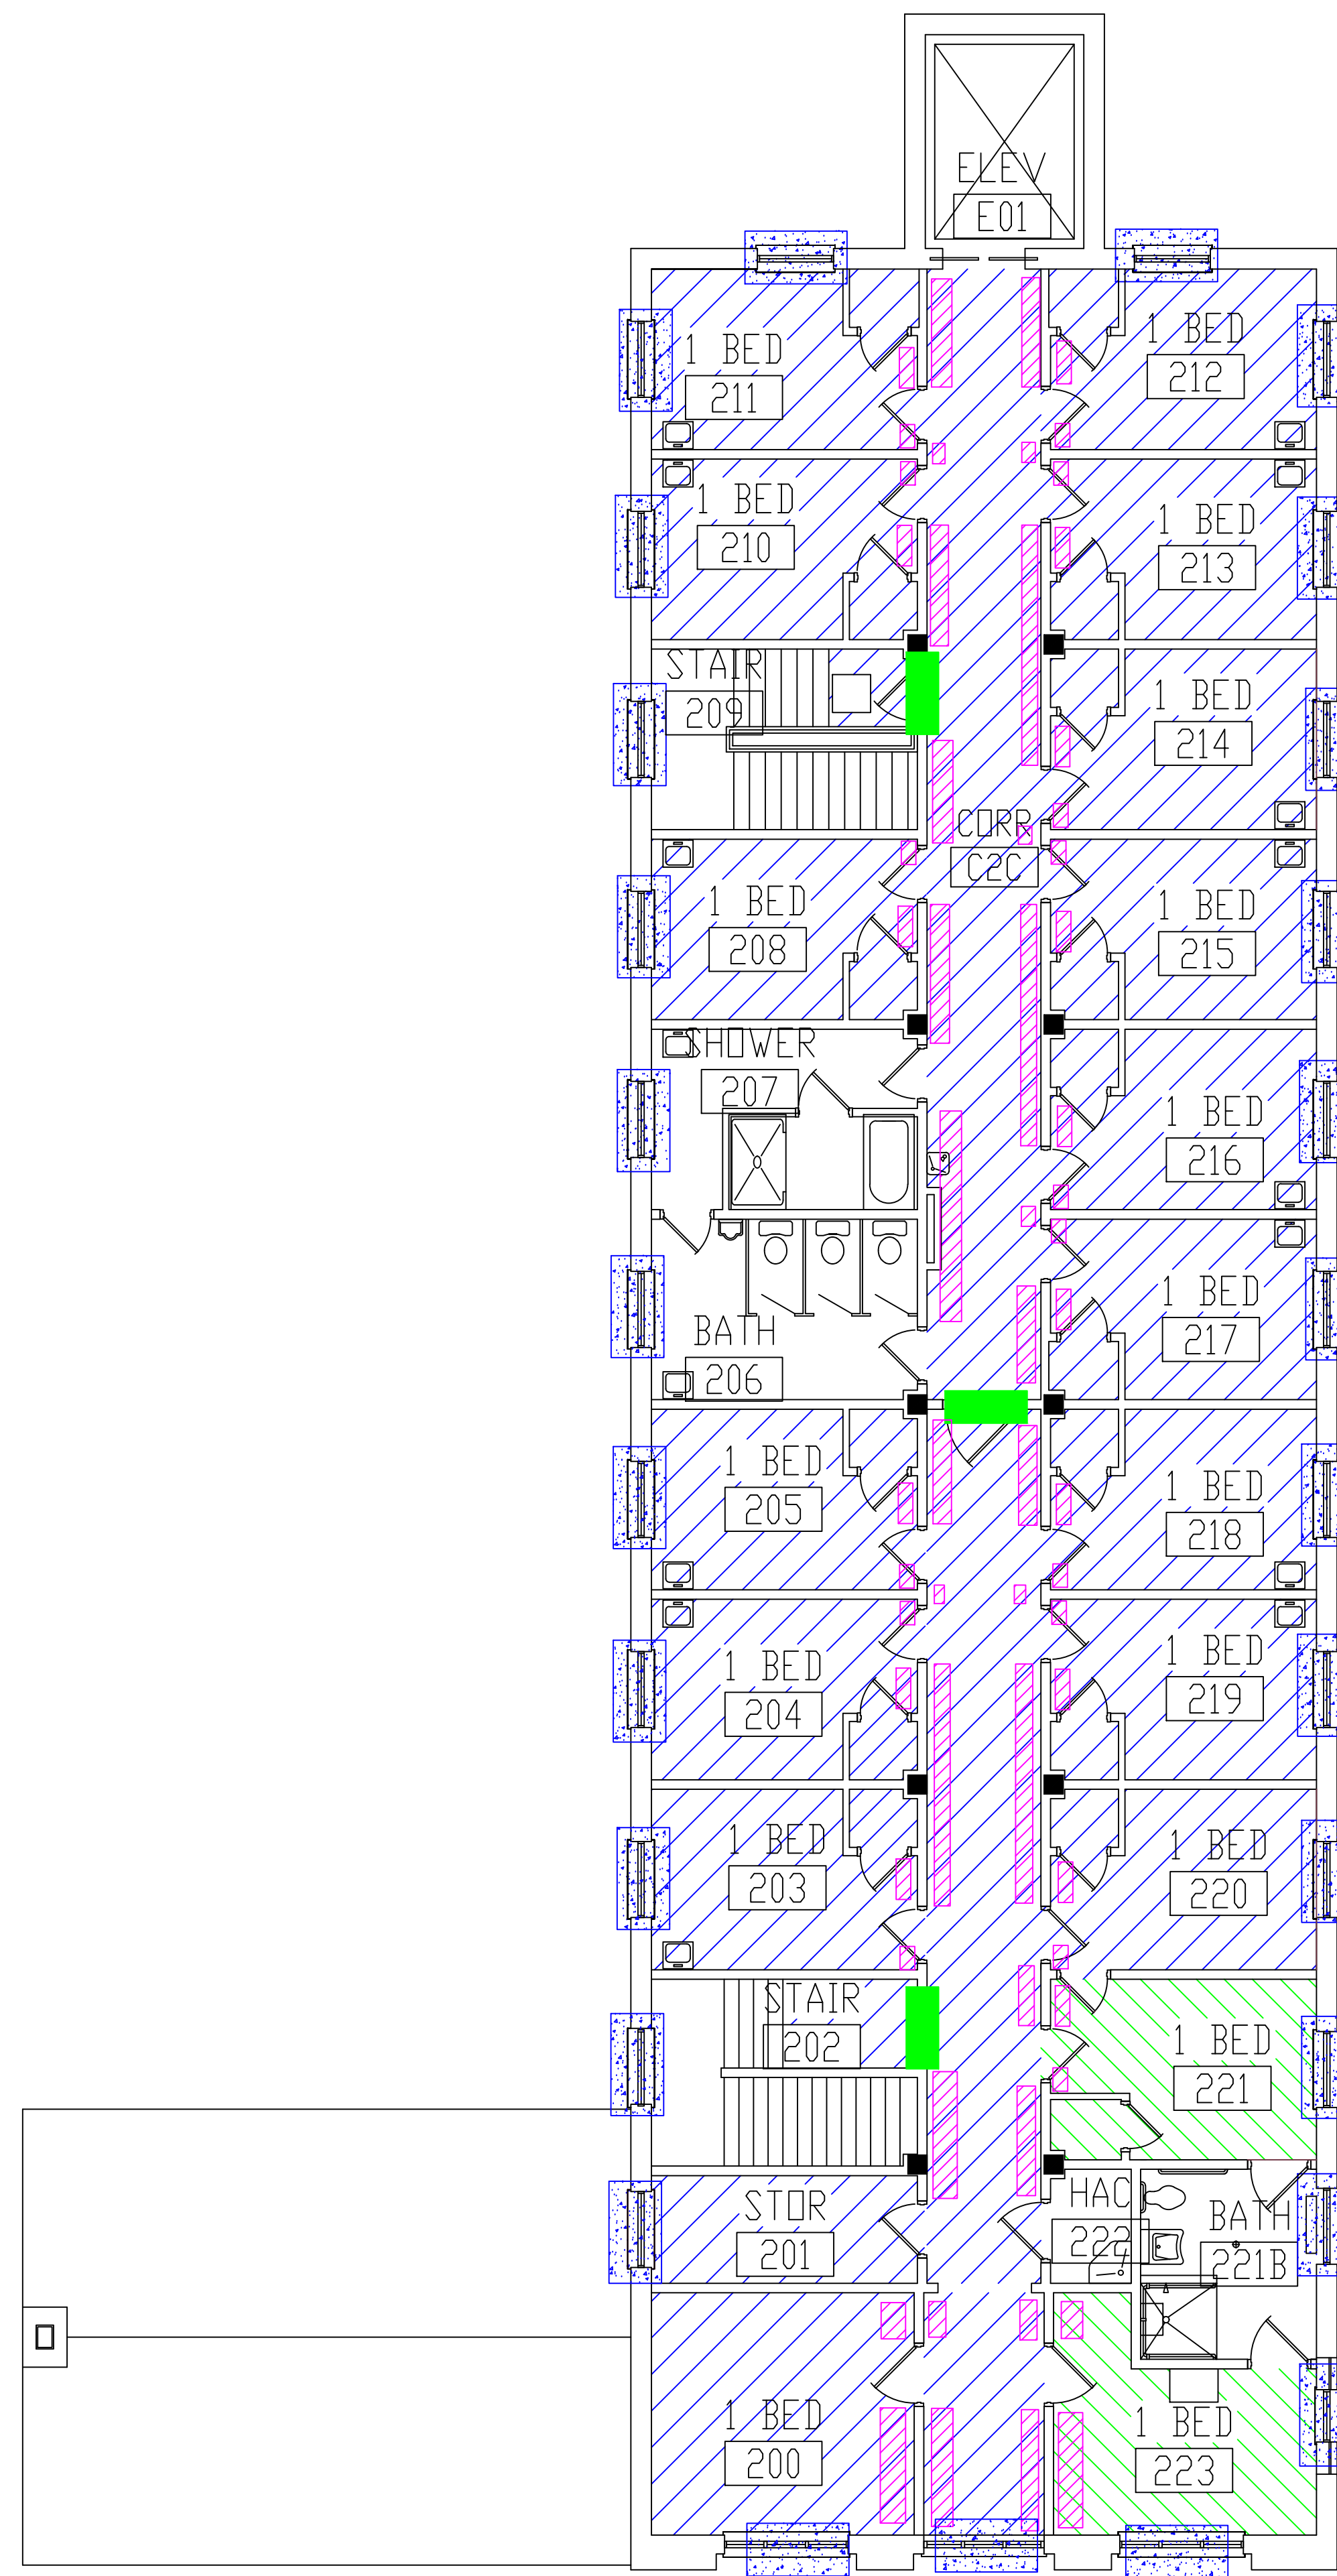 ELEV
E01
1 BED
211
1 BED
212
1 BED
210
1 BED
213
STAIR
209
1 BED
214
CORR
C2C
1 BED
208
1 BED
215
SHOWER
207
1 BED
216
1 BED
217
BATH
206
1 BED
205
1 BED
218
1 BED
204
1 BED
219
1 BED
203
1 BED
220
STAIR
202
1 BED
221
STOR
201
HAC
222
BATH
221B
1 BED
200
1 BED
223